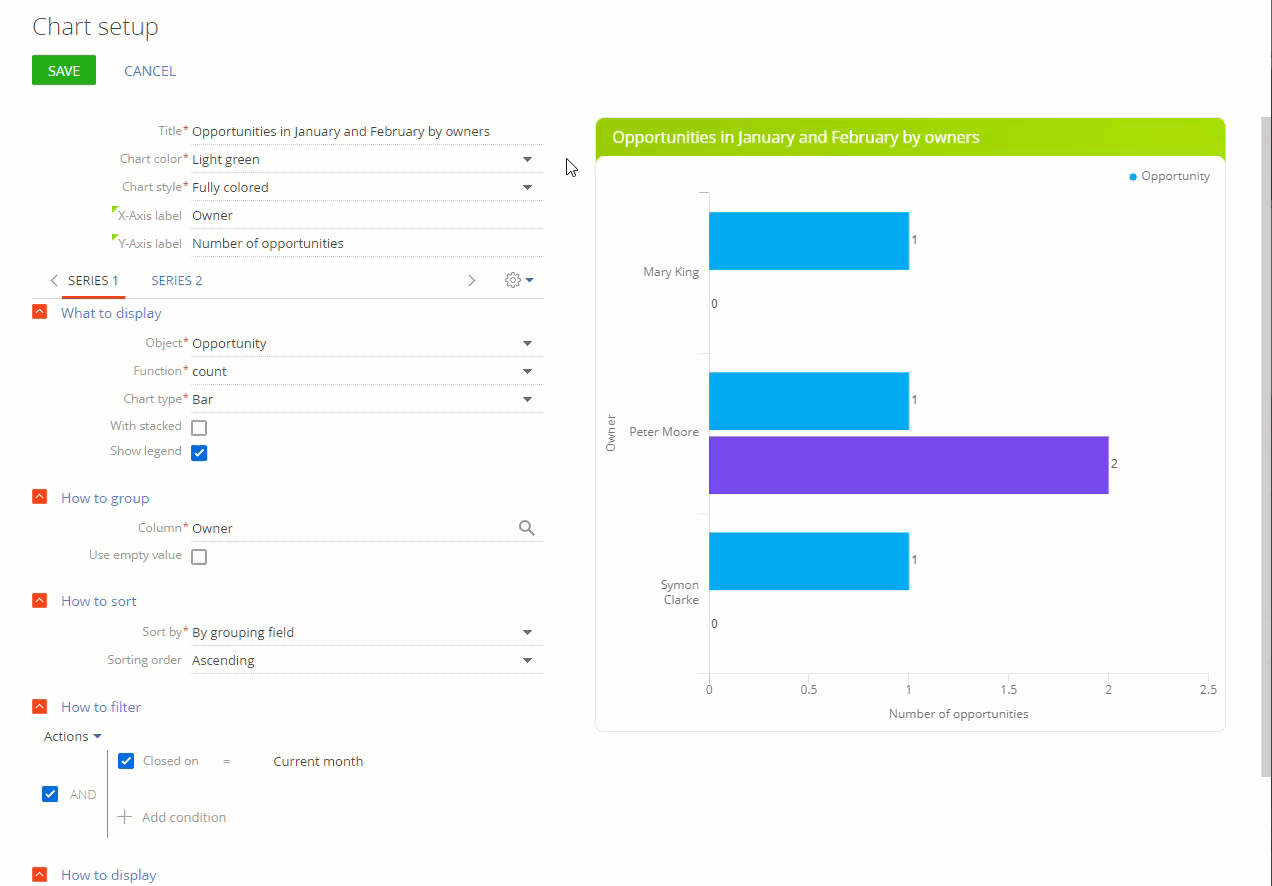 Chart setup
SAVE CANCEL
Title* Opportunities in January and February by owners
Chart color* Light green
Chart style* Fully colored
X-Axis label Owner
Y-Axis label Number of opportunities
SERIES 1 SERIES 2
What to display
Object* Opportunity
Function* count
Chart type* Bar
With stacked
Show legend
How to group
Column* Owner
Use empty value
How to sort
Sort by* By grouping field
Sorting order Ascending
How to filter
Actions
Closed on = Current month
AND
Add condition
How to display
Opportunities in January and February by owners
Opportunity
Mary King
1
0
Owner
Peter Moore
1
2
Symon
Clarke
1
0
0 0.5 1 1.5 2 2.5
Number of opportunities